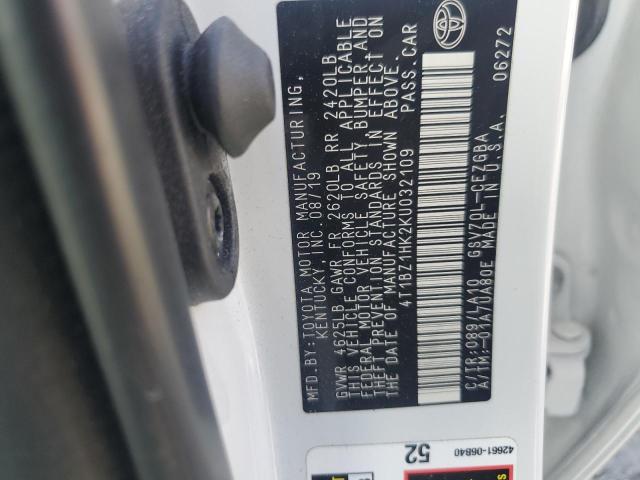 MFD.BY:TOYOTA MOTOR MANUFACTURING,
KENTUCKY, INC. 08/19
GVWR 4625LB GAWR FR 2620LB RR 2420LB
THIS VEHICLE CONFORMS TO ALL APPLICABLE
FEDERAL MOTOR VEHICLE SAFETY, BUMPER AND
THEFT PREVENTION STANDARDS IN EFFECT ON
THE DATE OF MANUFACTURE SHOWN ABOVE.
4T1BZ1HK2KU032109 PASS.CAR
C/TR:089/LA10 GSV70L-CEZGBA
A/TM:-01A/UA80E MADE IN U.S.A.
06272
42661-06840
52